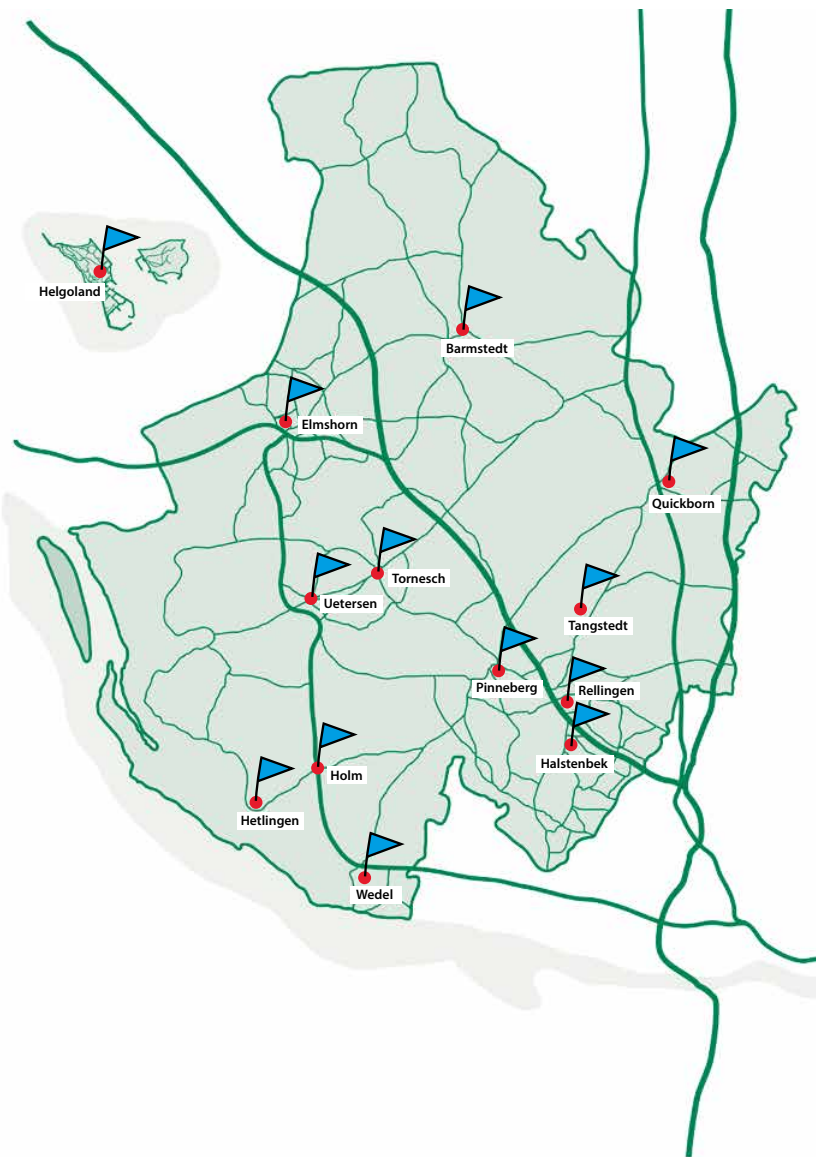 Helgoland
Barmstedt
Elmshorn
Quickborn
Tornesch
Uetersen
Tangstedt
Pinneberg
Rellingen
Halstenbek
Holm
Hetlingen
Wedel